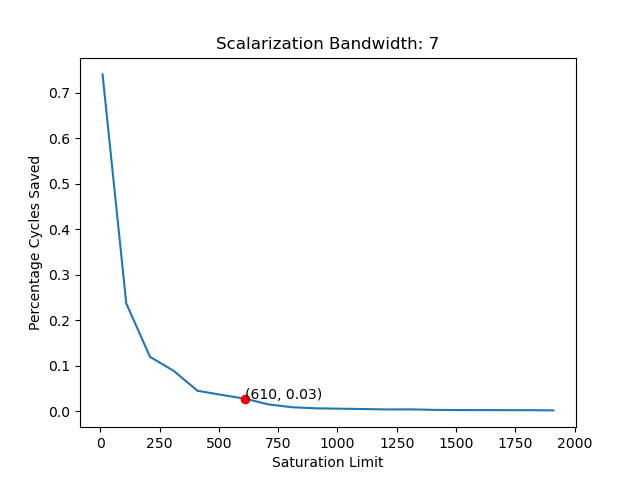 Scalarization Bandwidth: 7
Percentage Cycles Saved
0.7
0.6
0.5
0.4
0.3
0.2
0.1
0.0
(610, 0.03)
0 250 500 750 1000 1250 1500 1750 2000
Saturation Limit